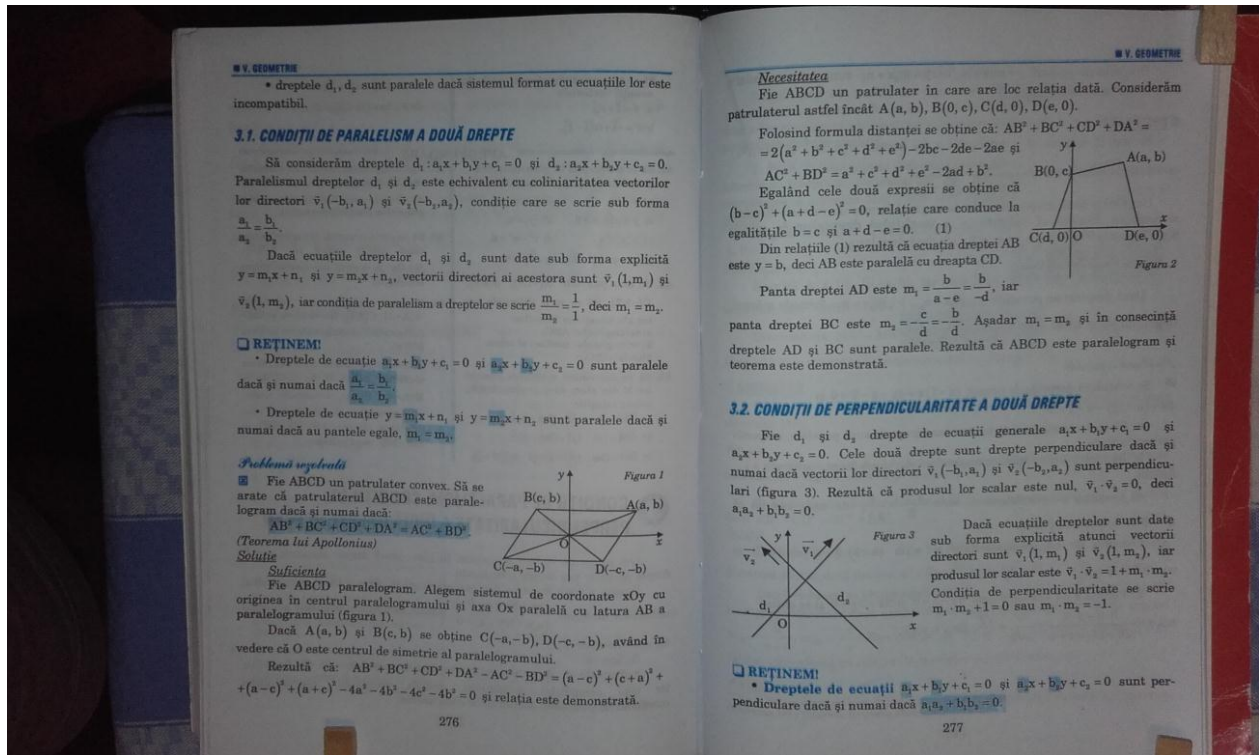 ■ V. GEOMETRIE
• dreptele d₁, d₂ sunt paralele dacă sistemul format cu ecuațiile lor este
incompatibil.
3.1. CONDIȚII DE PARALELISM A DOUĂ DREPTE
Să considerăm dreptele d₁ : a₁x + b₁y + c₁ = 0 și d₂ : a₂x + b₂y + c₂ = 0.
Paralelismul dreptelor d₁ și d₂ este echivalent cu coliniaritatea vectorilor
lor directori v̄₁(−b₁, a₁) și v̄₂(−b₂, a₂), condiție care se scrie sub forma
a₁/a₂ = b₁/b₂.
Dacă ecuațiile dreptelor d₁ și d₂ sunt date sub forma explicită
y = m₁x + n₁ și y = m₂x + n₂, vectorii directori ai acestora sunt v̄₁(1, m₁) și
v̄₂(1, m₂), iar condiția de paralelism a dreptelor se scrie m₁/m₂ = 1/1, deci m₁ = m₂.
❏ REȚINEM!
• Dreptele de ecuație a₁x + b₁y + c₁ = 0 și a₂x + b₂y + c₂ = 0 sunt paralele
dacă și numai dacă a₁/a₂ = b₁/b₂.
• Dreptele de ecuație y = m₁x + n₁ și y = m₂x + n₂ sunt paralele dacă și
numai dacă au pantele egale, m₁ = m₂.
Problemă rezolvată
Fie ABCD un patrulater convex. Să se
arate că patrulaterul ABCD este parale-
logram dacă și numai dacă:
AB² + BC² + CD² + DA² = AC² + BD².
(Teorema lui Apollonius)
Soluție
y Figura 1
B(c, b) A(a, b)
O x
C(−a, −b) D(−c, −b)
Suficiența
Fie ABCD paralelogram. Alegem sistemul de coordonate xOy cu
originea în centrul paralelogramului și axa Ox paralelă cu latura AB a
paralelogramului (figura 1).
Dacă A(a, b) și B(c, b) se obține C(−a, −b), D(−c, −b), având în
vedere că O este centrul de simetrie al paralelogramului.
Rezultă că: AB² + BC² + CD² + DA² − AC² − BD² = (a − c)² + (c + a)² +
+ (a − c)² + (a + c)² − 4a² − 4b² − 4c² − 4b² = 0 și relația este demonstrată.
276
■ V. GEOMETRIE
Necesitatea
Fie ABCD un patrulater în care are loc relația dată. Considerăm
patrulaterul astfel încât A(a, b), B(0, c), C(d, 0), D(e, 0).
Folosind formula distanței se obține că: AB² + BC² + CD² + DA² =
= 2(a² + b² + c² + d² + e²) − 2bc − 2de − 2ae și
AC² + BD² = a² + c² + d² + e² − 2ad + b².
Egalând cele două expresii se obține că
(b − c)² + (a + d − e)² = 0, relație care conduce la
egalitățile b = c și a + d − e = 0. (1)
Din relațiile (1) rezultă că ecuația dreptei AB
este y = b, deci AB este paralelă cu dreapta CD.
y
A(a, b)
B(0, c)
x
C(d, 0) O D(e, 0)
Figura 2
Panta dreptei AD este m₁ = b/(a − e) = b/−d, iar
panta dreptei BC este m₂ = −c/d = −b/d. Așadar m₁ = m₂ și în consecință
dreptele AD și BC sunt paralele. Rezultă că ABCD este paralelogram și
teorema este demonstrată.
3.2. CONDIȚII DE PERPENDICULARITATE A DOUĂ DREPTE
Fie d₁ și d₂ drepte de ecuații generale a₁x + b₁y + c₁ = 0 și
a₂x + b₂y + c₂ = 0. Cele două drepte sunt drepte perpendiculare dacă și
numai dacă vectorii lor directori v̄₁(−b₁, a₁) și v̄₂(−b₂, a₂) sunt perpendicu-
lari (figura 3). Rezultă că produsul lor scalar este nul, v̄₁ · v̄₂ = 0, deci
a₁a₂ + b₁b₂ = 0.
y Figura 3
v₂ v₁
d₁ d₂
O x
Dacă ecuațiile dreptelor sunt date
sub forma explicită atunci vectorii
directori sunt v̄₁(1, m₁) și v̄₂(1, m₂), iar
produsul lor scalar este v̄₁ · v̄₂ = 1 + m₁ · m₂.
Condiția de perpendicularitate se scrie
m₁ · m₂ + 1 = 0 sau m₁ · m₂ = −1.
❏ REȚINEM!
• Dreptele de ecuații a₁x + b₁y + c₁ = 0 și a₂x + b₂y + c₂ = 0 sunt per-
pendiculare dacă și numai dacă a₁a₂ + b₁b₂ = 0.
277